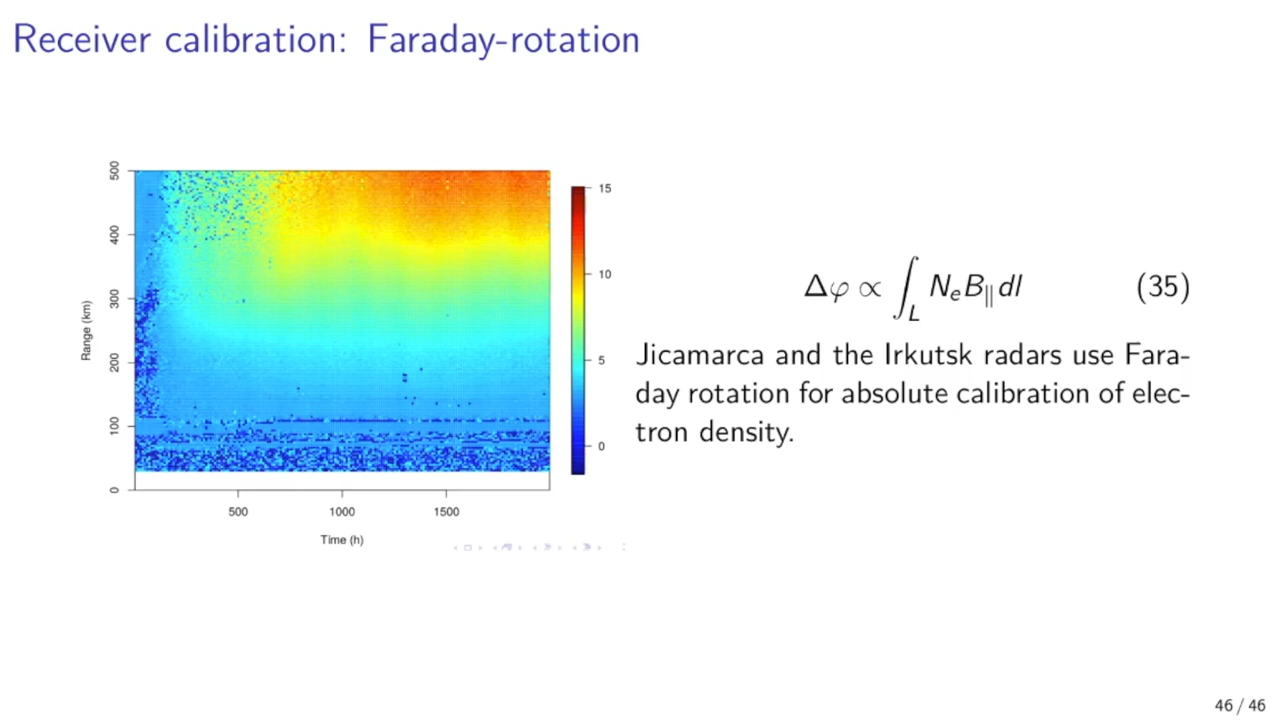 Receiver calibration: Faraday-rotation
500
400
300
200
100
0
Range (km)
500
1000
1500
Time (h)
15
10
5
0
Δφ ∝ ∫_L N_e B_∥ dl (35)
Jicamarca and the Irkutsk radars use Fara-
day rotation for absolute calibration of elec-
tron density.
46 / 46